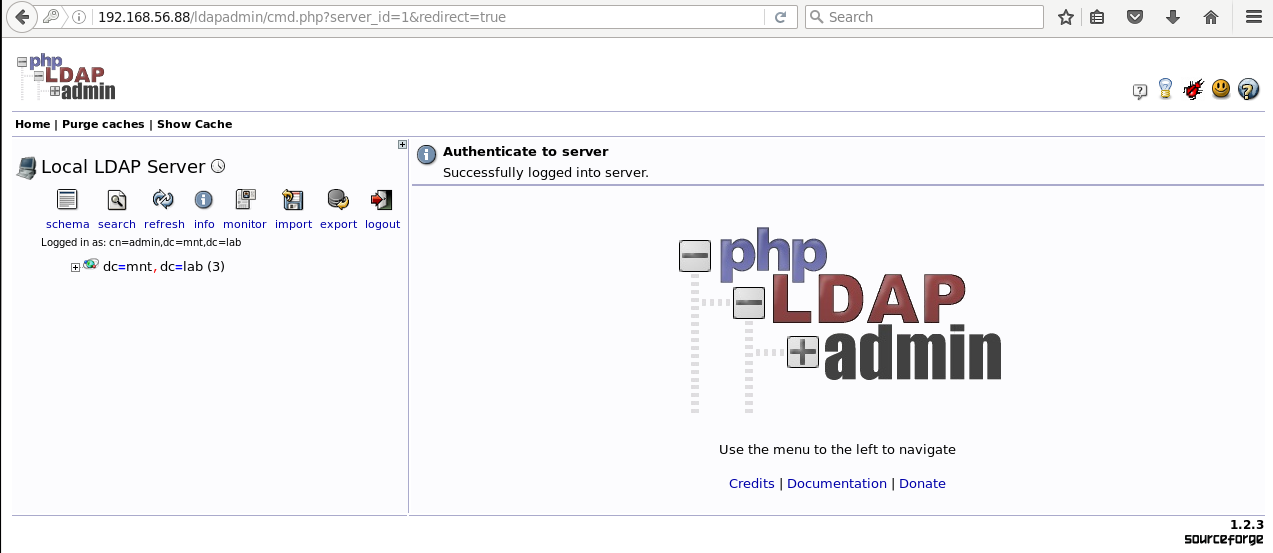 192.168.56.88/ldapadmin/cmd.php?server_id=1&redirect=true
Search
php
LDAP
admin
Home | Purge caches | Show Cache
Local LDAP Server
schema search refresh info monitor import export logout
Logged in as: cn=admin,dc=mnt,dc=lab
dc=mnt,dc=lab (3)
Authenticate to server
Successfully logged into server.
php
LDAP
admin
Use the menu to the left to navigate
Credits | Documentation | Donate
1.2.3
sourceforge